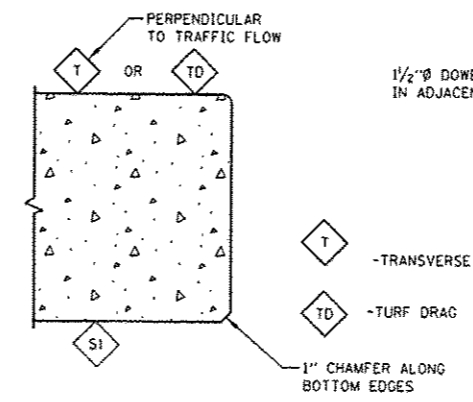 PERPENDICULAR
TO TRAFFIC FLOW
T OR TD
1½"Ø DOWE
IN ADJACEN
T -TRANSVERSE
TD -TURF DRAG
S1
1" CHAMFER ALONG
BOTTOM EDGES